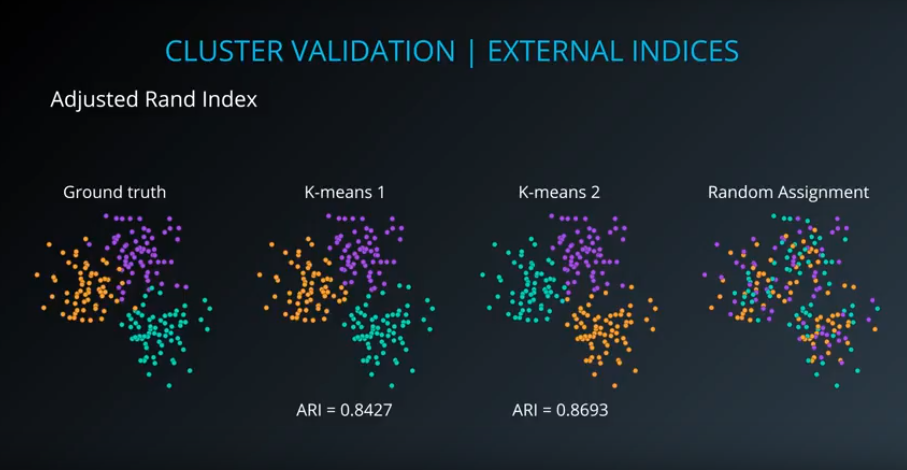 CLUSTER VALIDATION | EXTERNAL INDICES
Adjusted Rand Index
Ground truth
K-means 1
K-means 2
Random Assignment
ARI = 0.8427
ARI = 0.8693